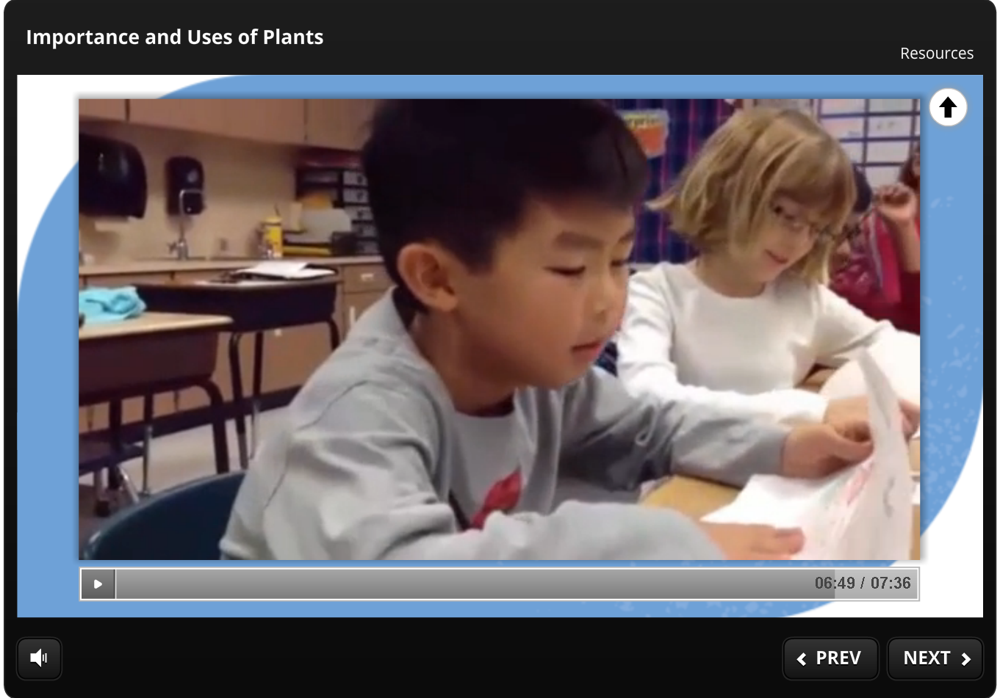 Importance and Uses of Plants
Resources
06:49 / 07:36
PREV
NEXT